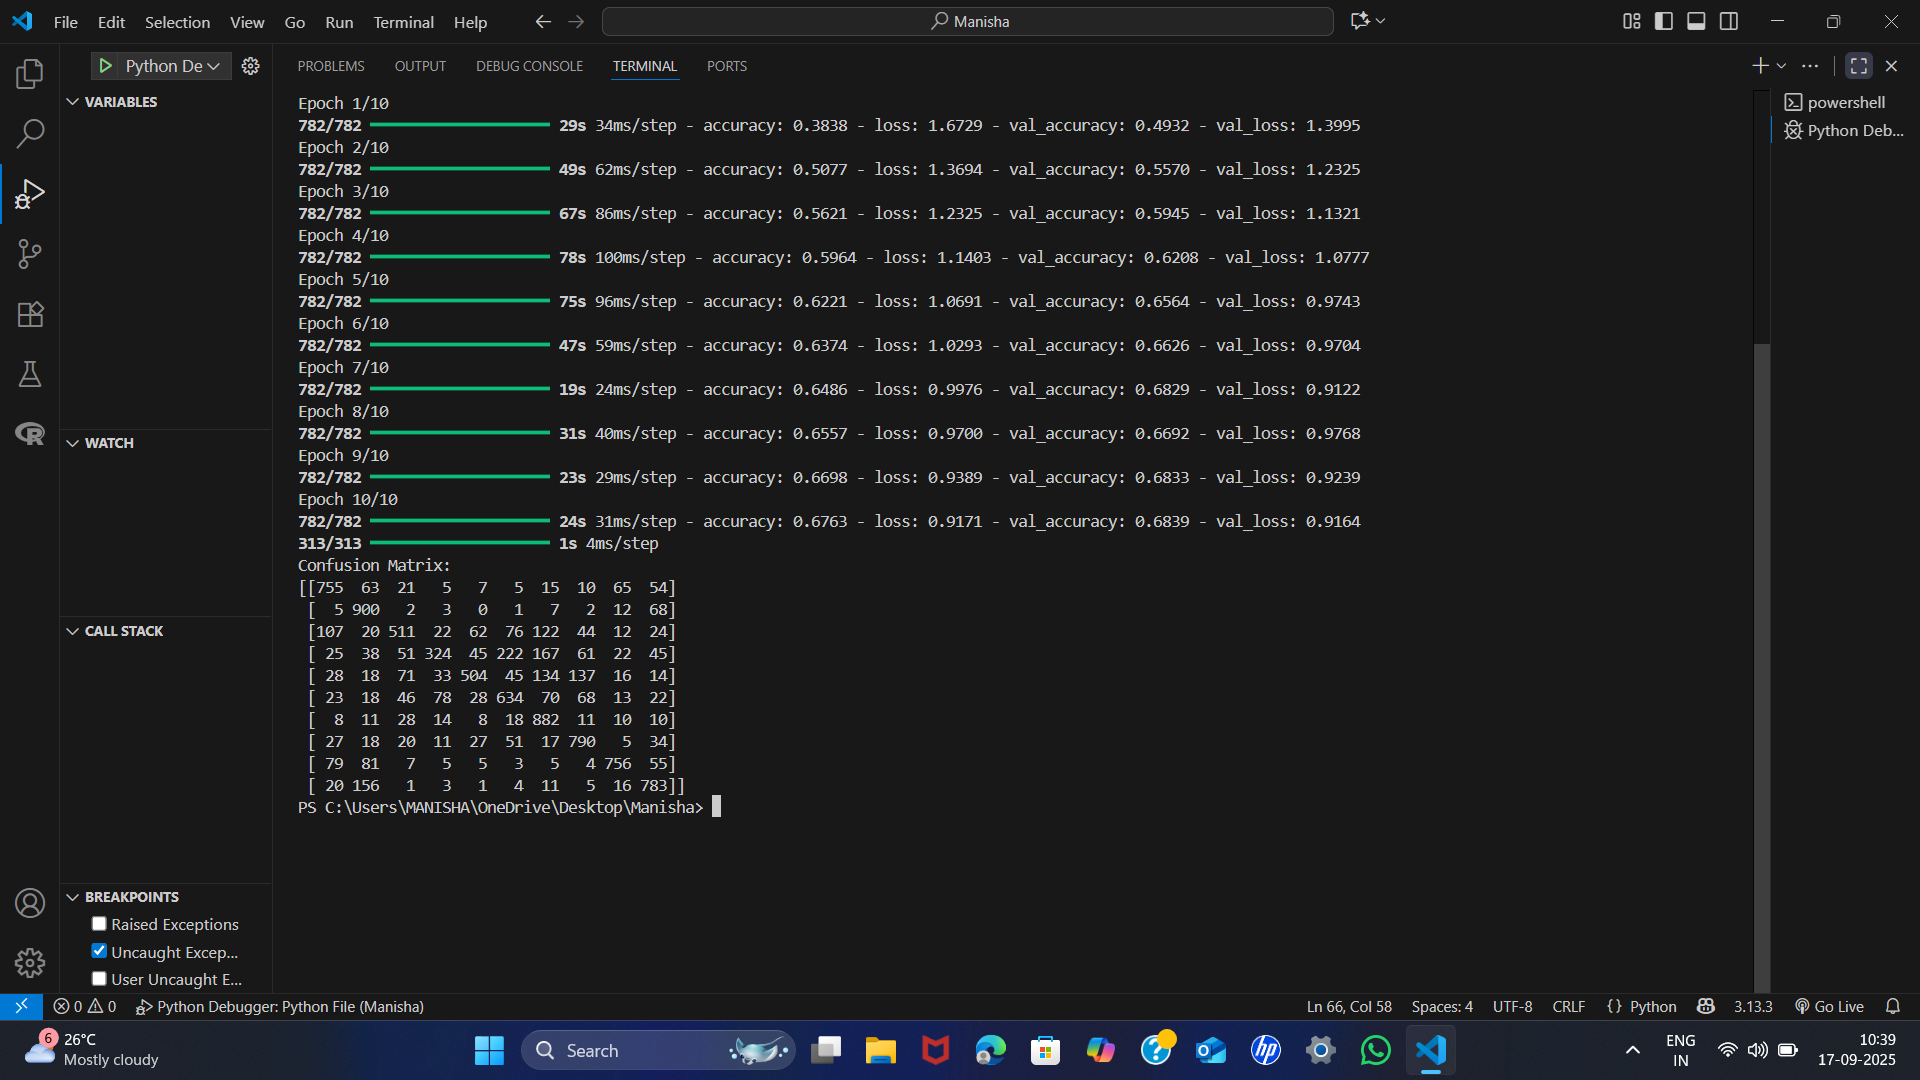 File Edit Selection View Go Run Terminal Help
Manisha
Python De
PROBLEMS OUTPUT DEBUG CONSOLE TERMINAL PORTS
VARIABLES
WATCH
CALL STACK
BREAKPOINTS
Raised Exceptions
Uncaught Excep...
User Uncaught E...
Epoch 1/10
782/782 29s 34ms/step - accuracy: 0.3838 - loss: 1.6729 - val_accuracy: 0.4932 - val_loss: 1.3995
Epoch 2/10
782/782 49s 62ms/step - accuracy: 0.5077 - loss: 1.3694 - val_accuracy: 0.5570 - val_loss: 1.2325
Epoch 3/10
782/782 67s 86ms/step - accuracy: 0.5621 - loss: 1.2325 - val_accuracy: 0.5945 - val_loss: 1.1321
Epoch 4/10
782/782 78s 100ms/step - accuracy: 0.5964 - loss: 1.1403 - val_accuracy: 0.6208 - val_loss: 1.0777
Epoch 5/10
782/782 75s 96ms/step - accuracy: 0.6221 - loss: 1.0691 - val_accuracy: 0.6564 - val_loss: 0.9743
Epoch 6/10
782/782 47s 59ms/step - accuracy: 0.6374 - loss: 1.0293 - val_accuracy: 0.6626 - val_loss: 0.9704
Epoch 7/10
782/782 19s 24ms/step - accuracy: 0.6486 - loss: 0.9976 - val_accuracy: 0.6829 - val_loss: 0.9122
Epoch 8/10
782/782 31s 40ms/step - accuracy: 0.6557 - loss: 0.9700 - val_accuracy: 0.6692 - val_loss: 0.9768
Epoch 9/10
782/782 23s 29ms/step - accuracy: 0.6698 - loss: 0.9389 - val_accuracy: 0.6833 - val_loss: 0.9239
Epoch 10/10
782/782 24s 31ms/step - accuracy: 0.6763 - loss: 0.9171 - val_accuracy: 0.6839 - val_loss: 0.9164
313/313 1s 4ms/step
Confusion Matrix:
[[755 63 21 5 7 5 15 10 65 54]
[ 5 900 2 3 0 1 7 2 12 68]
[107 20 511 22 62 76 122 44 12 24]
[ 25 38 51 324 45 222 167 61 22 45]
[ 28 18 71 33 504 45 134 137 16 14]
[ 23 18 46 78 28 634 70 68 13 22]
[ 8 11 28 14 8 18 882 11 10 10]
[ 27 18 20 11 27 51 17 790 5 34]
[ 79 81 7 5 5 3 5 4 756 55]
[ 20 156 1 3 1 4 11 5 16 783]]
PS C:\Users\MANISHA\OneDrive\Desktop\Manisha>
powershell
Python Deb...
0 0 Python Debugger: Python File (Manisha)
Ln 66, Col 58 Spaces: 4 UTF-8 CRLF {} Python 3.13.3 Go Live
6
26°C
Mostly cloudy
Search
hp
ENG
IN
10:39
17-09-2025